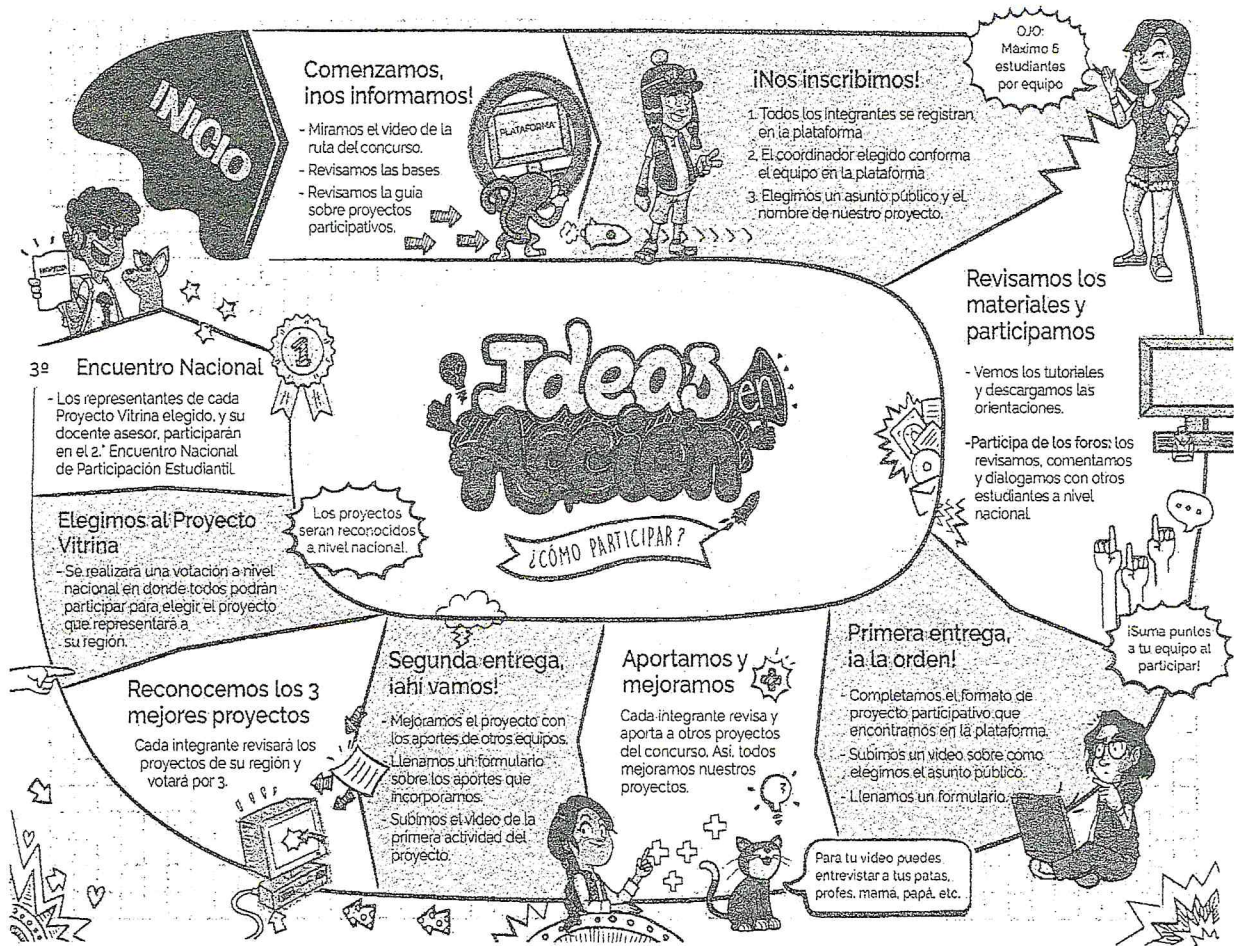 INICIO
Comenzamos,
¡nos informamos!
- Miramos el video de la
ruta del concurso.
- Revisamos las bases
- Revisamos la guía
sobre proyectos
participativos.
PLATAFORMA
¡Nos inscribimos!
1. Todos los integrantes se registran
en la plataforma
2. El coordinador elegido conforma
el equipo en la plataforma
3. Elegimos un asunto público y el
nombre de nuestro proyecto.
OJO:
Máximo 5
estudiantes
por equipo
Revisamos los
materiales y
participamos
- Vemos los tutoriales
y descargamos las
orientaciones.
-Participa de los foros: los
revisamos, comentamos
y dialogamos con otros
estudiantes a nivel
nacional
¡Suma puntos
a tu equipo al
participar!
Primera entrega,
¡a la orden!
- Completamos el formato de
proyecto participativo que
encontramos en la plataforma.
- Subimos un video sobre como
elegimos el asunto público.
- Llenamos un formulario.
Para tu video puedes
entrevistar a tus patas,
profes, mamá, papá, etc.
Aportamos y
mejoramos
Cada integrante revisa y
aporta a otros proyectos
del concurso. Así, todos
mejoramos nuestros
proyectos.
Segunda entrega,
¡ahí vamos!
- Mejoramos el proyecto con
los aportes de otros equipos.
- Llenamos un formulario
sobre los aportes que
incorporamos.
- Subimos el video de la
primera actividad del
proyecto.
Reconocemos los 3
mejores proyectos
Cada integrante revisará los
proyectos de su región y
votará por 3.
Elegimos al Proyecto
Vitrina
- Se realizará una votación a nivel
nacional en donde todos podrán
participar para elegir el proyecto
que representará a
su región.
Los proyectos
seran reconocidos
a nivel nacional.
3º Encuentro Nacional
1
- Los representantes de cada
Proyecto Vitrina elegido, y su
docente asesor, participarán
en el 2.° Encuentro Nacional
de Participación Estudiantil.
Ideas en
Acción
¿CÓMO PARTICIPAR?